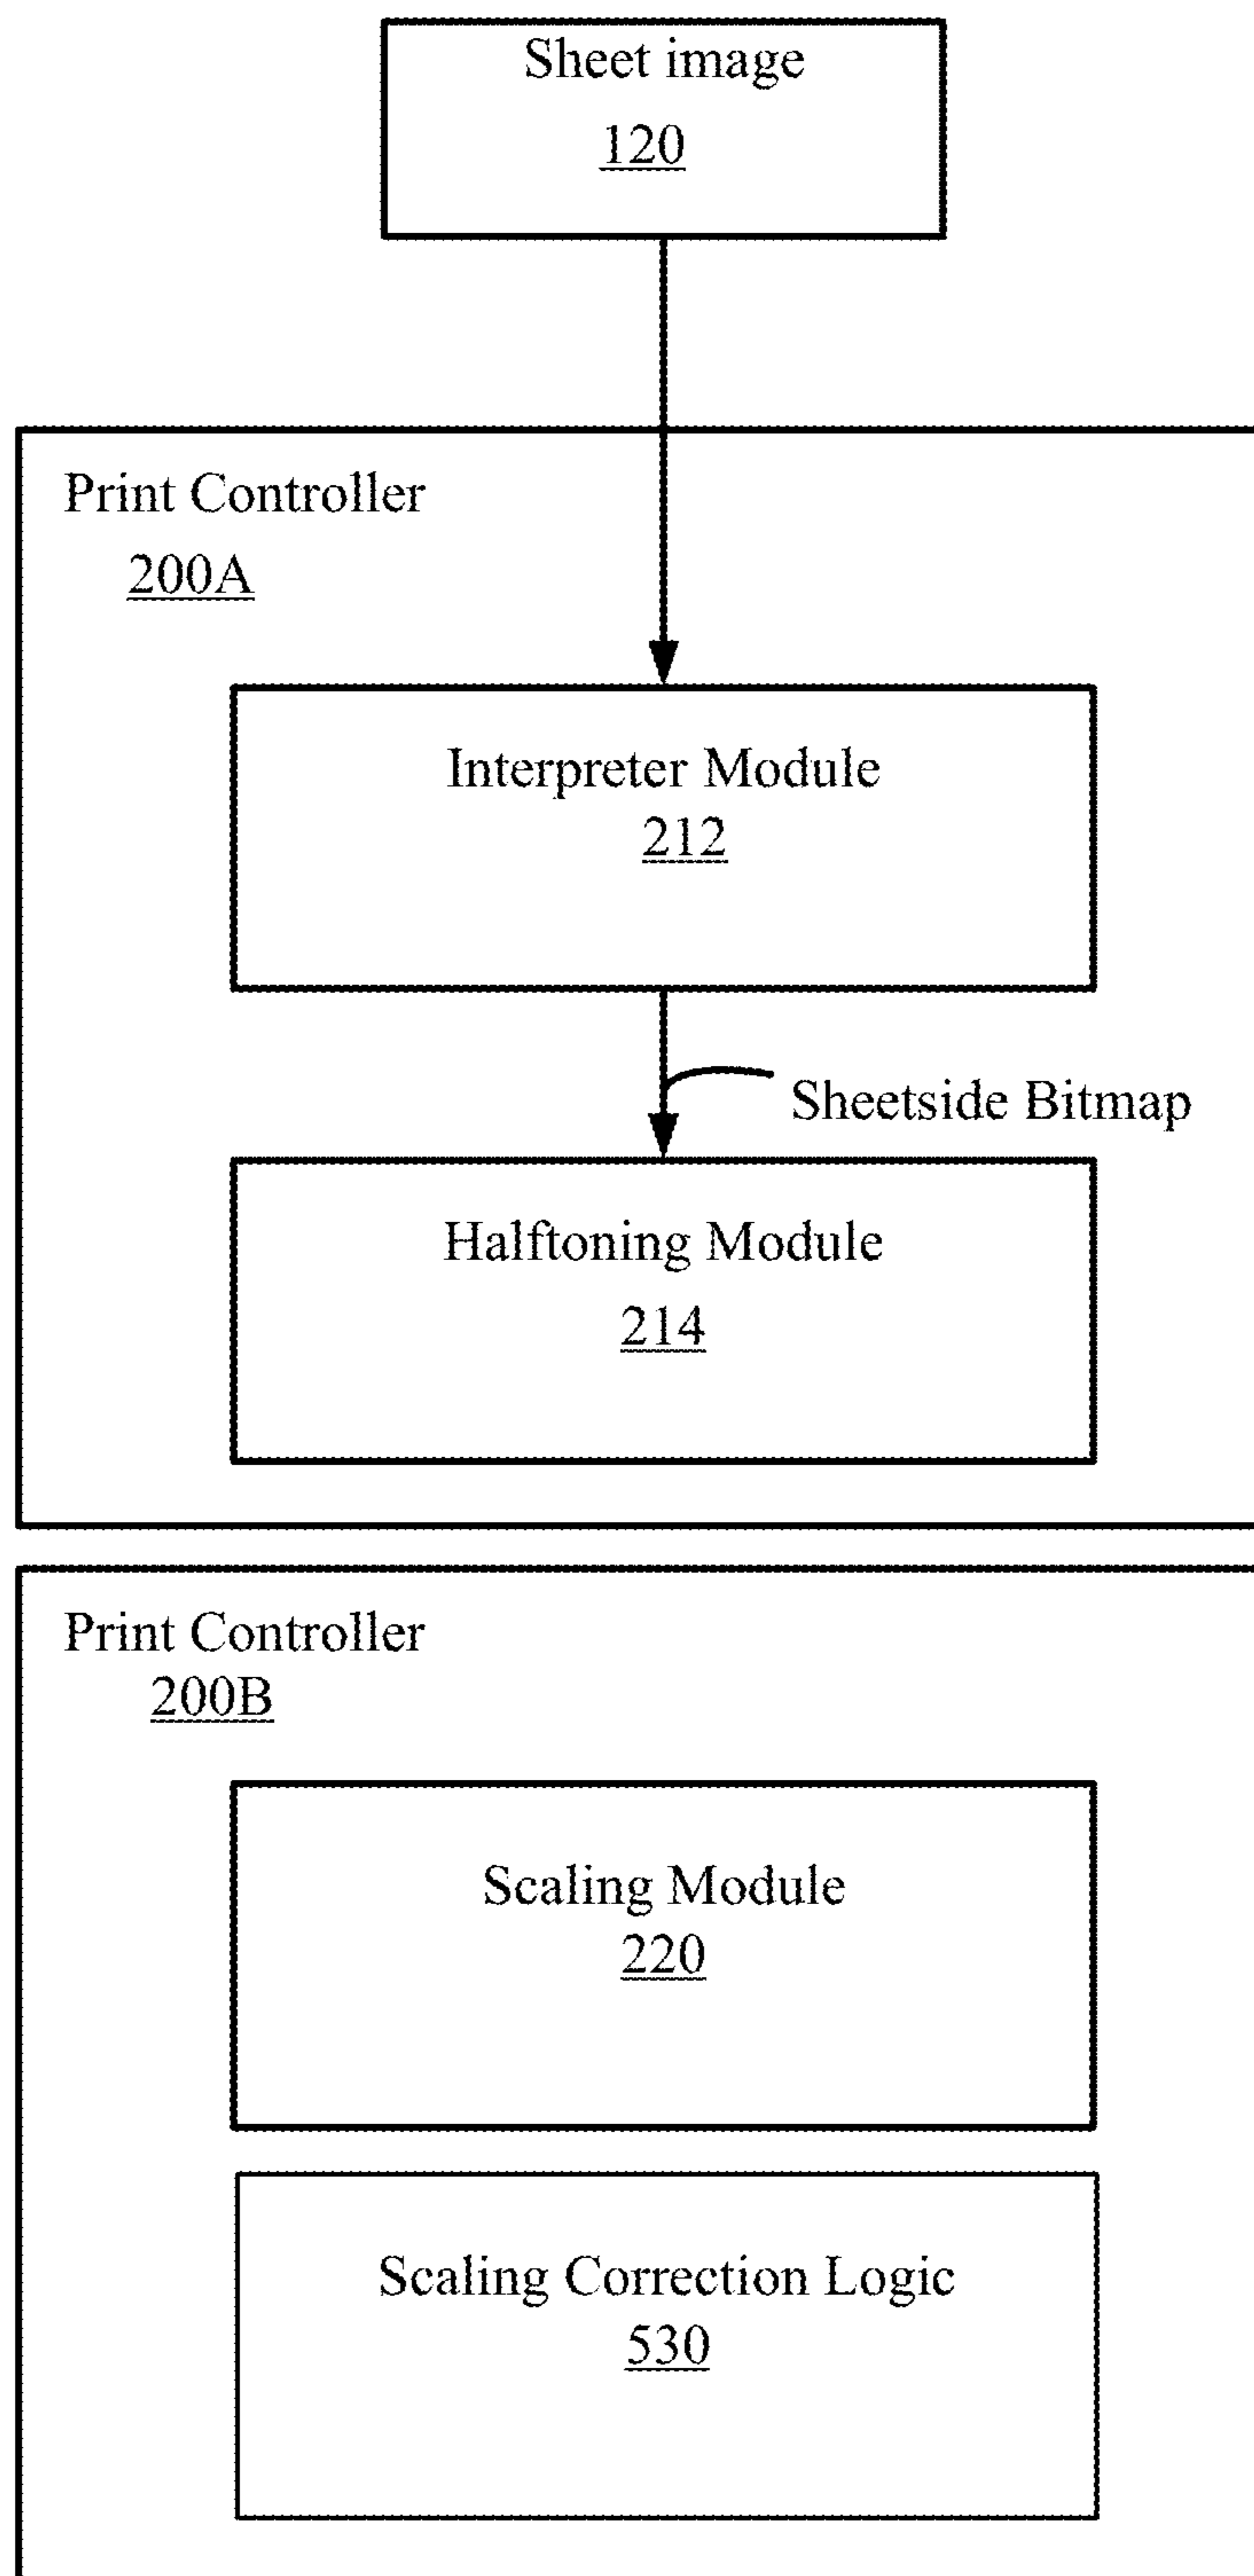 Sheet image
120
Print Controller
200A
Interpreter Module
212
Sheetside Bitmap
Halftoning Module
214
Print Controller
200B
Scaling Module
220
Scaling Correction Logic
530